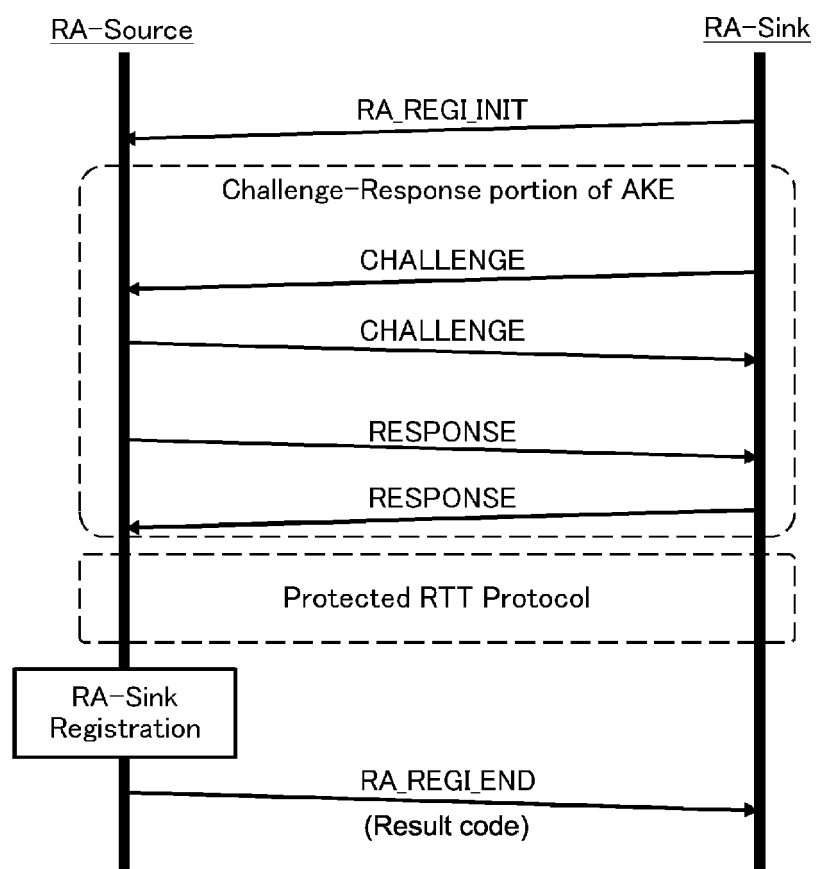 RA-Source
RA-Sink
RA_REGI_INIT
Challenge-Response portion of AKE
CHALLENGE
CHALLENGE
RESPONSE
RESPONSE
Protected RTT Protocol
RA-Sink
Registration
RA_REGI_END
(Result code)